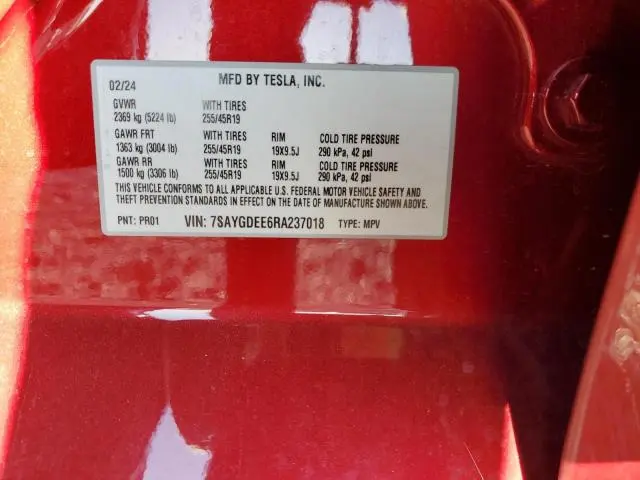 02/24 MFD BY TESLA, INC.
GVWR WITH TIRES
2369 kg (5224 lb) 255/45R19
GAWR FRT WITH TIRES RIM COLD TIRE PRESSURE
1363 kg (3004 lb) 255/45R19 19X9.5J 290 kPa, 42 psi
GAWR RR WITH TIRES RIM COLD TIRE PRESSURE
1500 kg (3306 lb) 255/45R19 19X9.5J 290 kPa, 42 psi
THIS VEHICLE CONFORMS TO ALL APPLICABLE U.S. FEDERAL MOTOR VEHICLE SAFETY AND
THEFT PREVENTION STANDARDS IN EFFECT ON THE DATE OF MANUFACTURE SHOWN ABOVE.
PNT: PR01 VIN: 7SAYGDEE6RA237018 TYPE: MPV